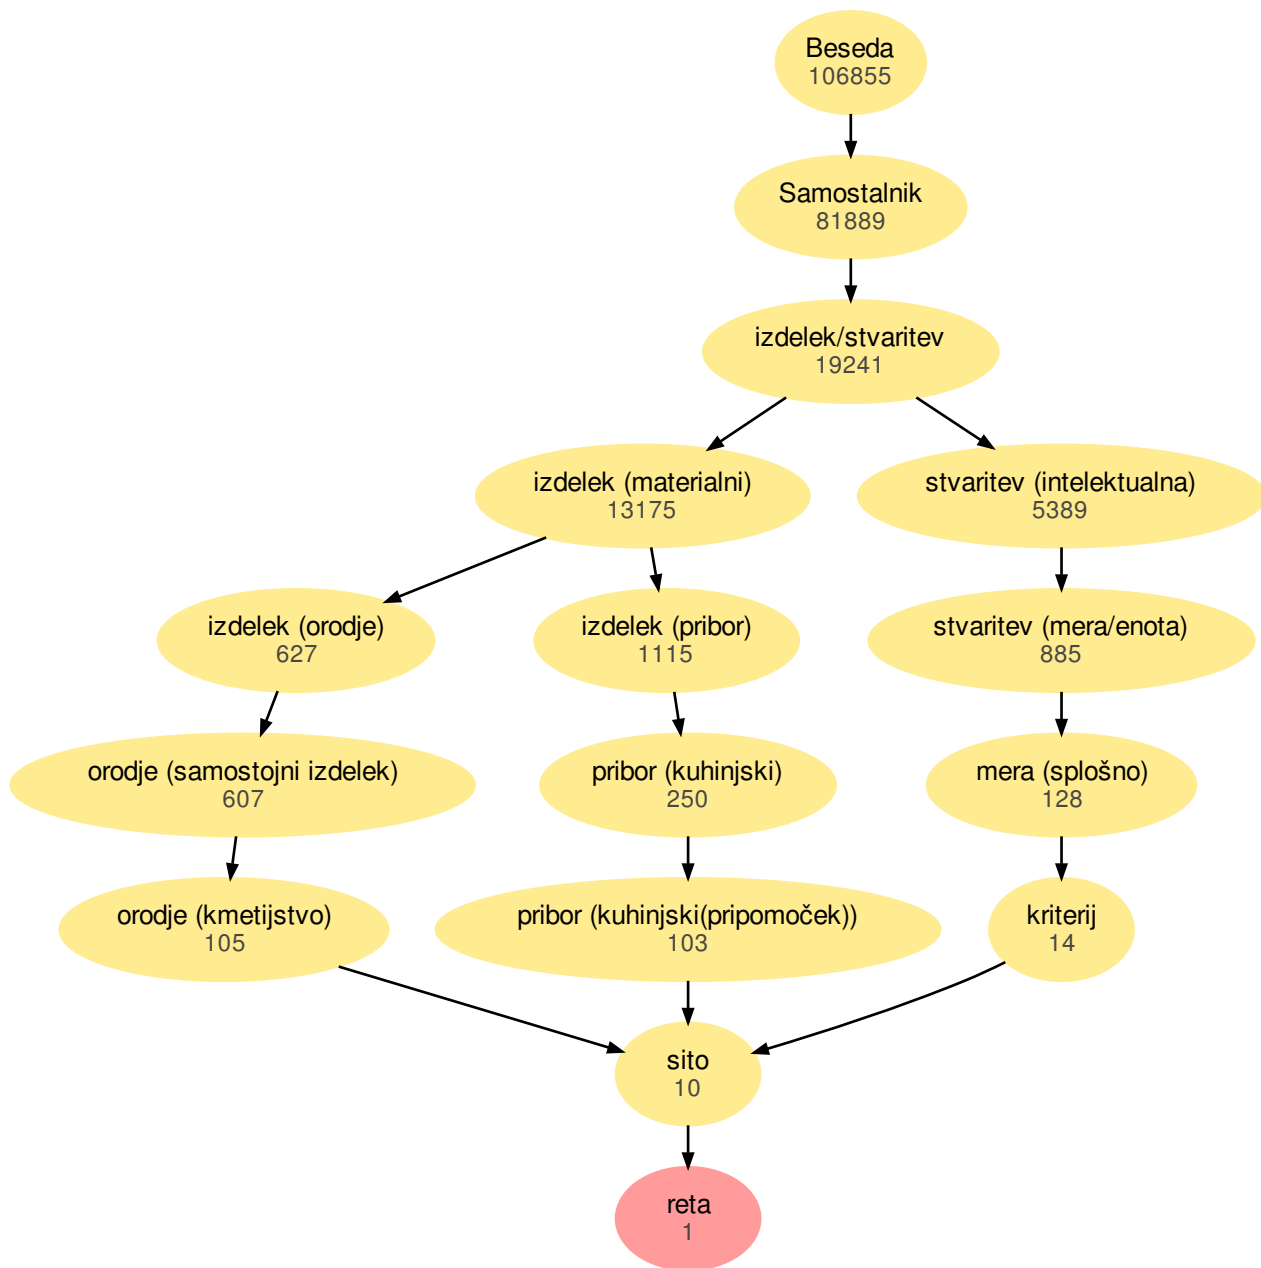 Beseda
106855
Samostalnik
81889
izdelek/stvaritev
19241
izdelek (materialni)
13175
stvaritev (intelektualna)
5389
izdelek (orodje)
627
izdelek (pribor)
1115
stvaritev (mera/enota)
885
orodje (samostojni izdelek)
607
pribor (kuhinjski)
250
mera (splošno)
128
orodje (kmetijstvo)
105
pribor (kuhinjski(pripomoček))
103
kriterij
14
sito
10
reta
1